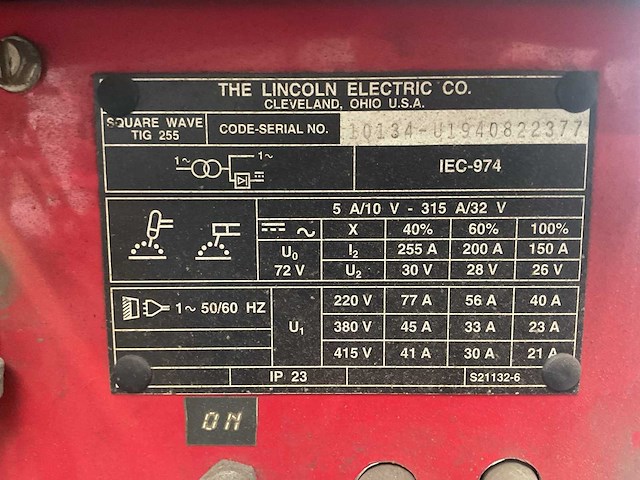 THE LINCOLN ELECTRIC CO.
CLEVELAND, OHIO U.S.A.
SQUARE WAVE
TIG 255
CODE-SERIAL NO.
10134-U1940822377
1~
1~
IEC-974
5 A/10 V - 315 A/32 V
X 40% 60% 100%
U0
72 V
I2 255 A 200 A 150 A
U2 30 V 28 V 26 V
1~ 50/60 HZ
U1
220 V 77 A 56 A 40 A
380 V 45 A 33 A 23 A
415 V 41 A 30 A 21 A
IP 23
S21132-6
ON